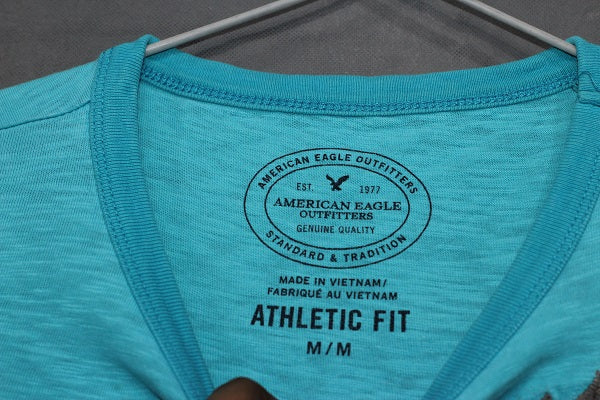 AMERICAN EAGLE OUTFITTERS
EST. 1977
AMERICAN EAGLE
OUTFITTERS
GENUINE QUALITY
STANDARD & TRADITION
MADE IN VIETNAM/
FABRIQUÉ AU VIETNAM
ATHLETIC FIT
M/M